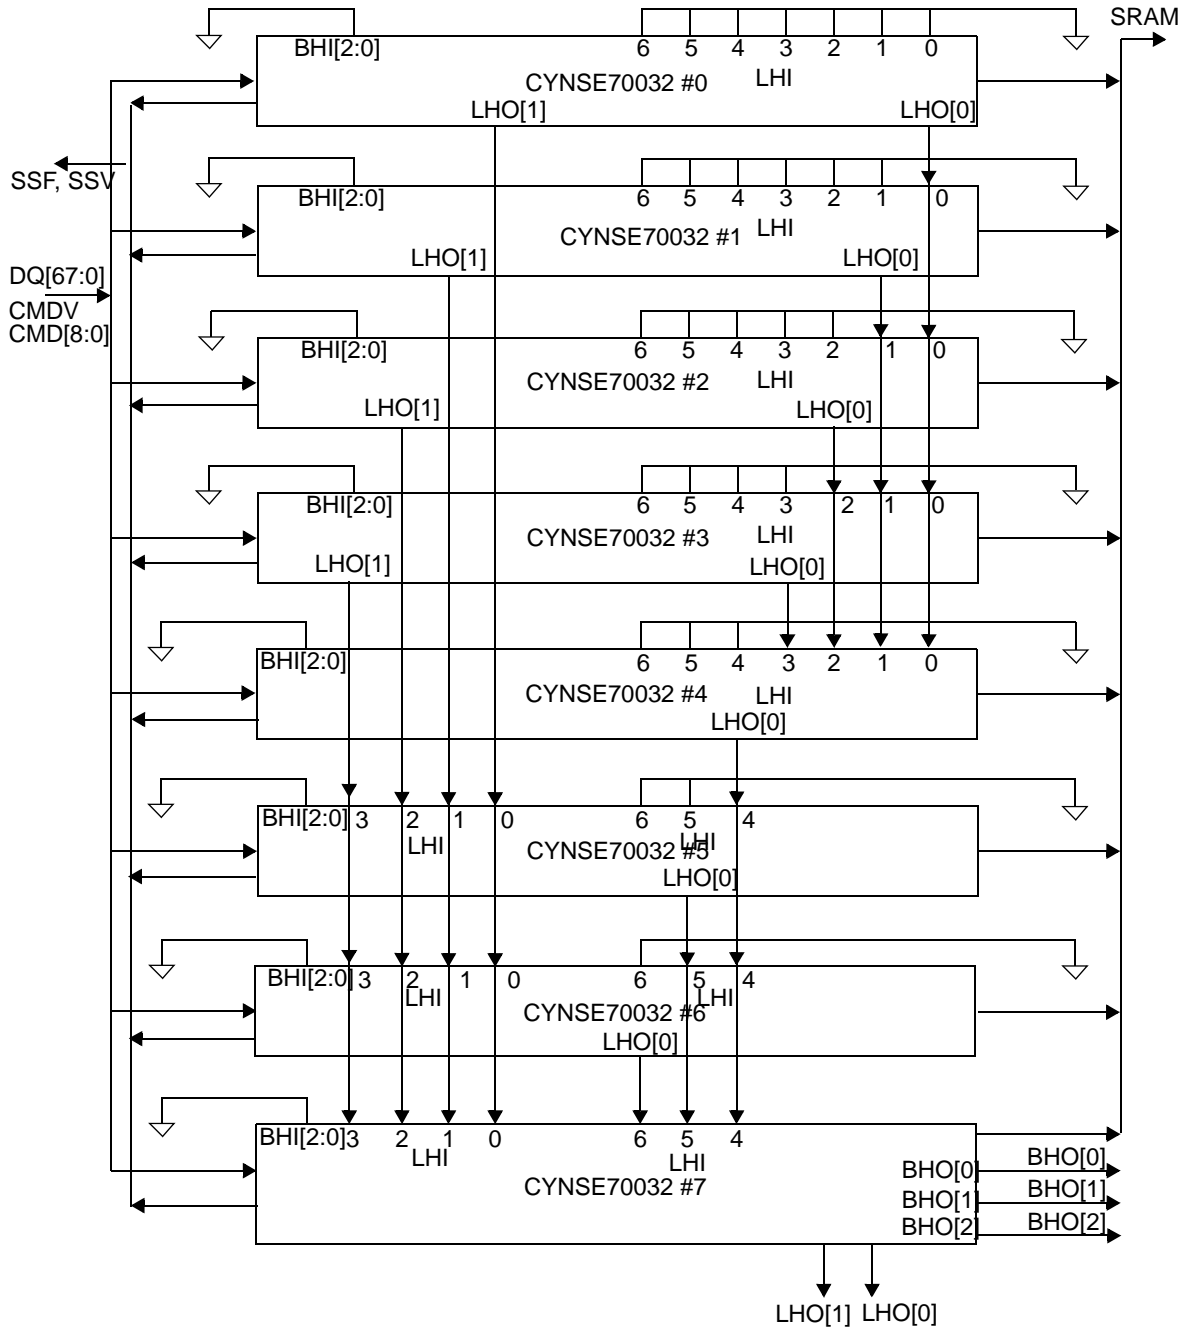 SRAM
BHI[2:0] 6 5 4 3 2 1 0
CYNSE70032 #0 LHI
LHO[1] LHO[0]
SSF, SSV
BHI[2:0] 6 5 4 3 2 1 0
CYNSE70032 #1 LHI
LHO[1] LHO[0]
DQ[67:0]
CMDV
CMD[8:0]
BHI[2:0] 6 5 4 3 2 1 0
CYNSE70032 #2 LHI
LHO[1] LHO[0]
BHI[2:0] 6 5 4 3 2 1 0
CYNSE70032 #3 LHI
LHO[1] LHO[0]
BHI[2:0] 6 5 4 3 2 1 0
CYNSE70032 #4 LHI
LHO[0]
BHI[2:0] 3 2 1 0 6 5 4
LHI CYNSE70032 #5 LHI
LHO[0]
BHI[2:0] 3 2 1 0 6 5 4
LHI CYNSE70032 #6 LHI
LHO[0]
BHI[2:0] 3 2 1 0 6 5 4
LHI LHI
CYNSE70032 #7
BHO[0] BHO[0]
BHO[1] BHO[1]
BHO[2] BHO[2]
LHO[1] LHO[0]